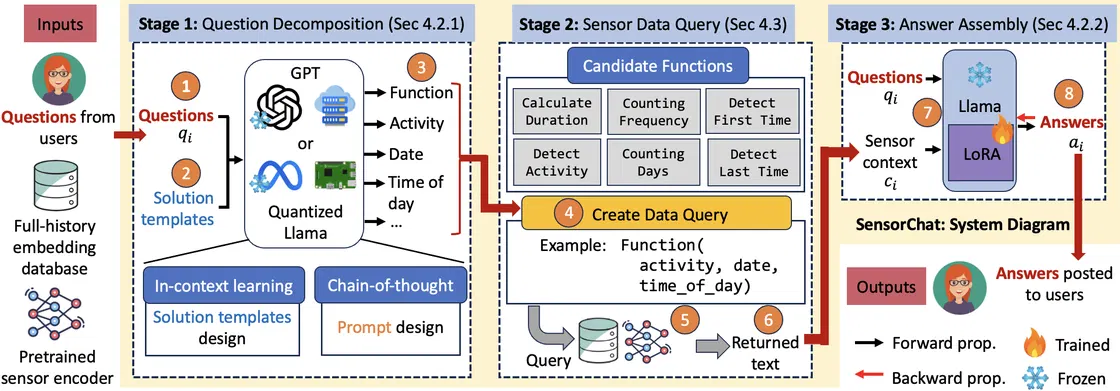 Inputs
Questions from
users
Full-history
embedding
database
Pretrained
sensor encoder
Stage 1: Question Decomposition (Sec 4.2.1)
1
Questions
qᵢ
2
Solution
templates
GPT
or
Quantized
Llama
3
Function
Activity
Date
Time of
day
...
In-context learning
Solution templates
design
Chain-of-thought
Prompt design
Stage 2: Sensor Data Query (Sec 4.3)
Candidate Functions
Calculate
Duration
Counting
Frequency
Detect
First Time
Detect
Activity
Counting
Days
Detect
Last Time
4
Create Data Query
Example: Function(
activity, date,
time_of_day)
Query
5
6
Returned
text
Stage 3: Answer Assembly (Sec 4.2.2)
Questions
qᵢ
7
Sensor
context
cᵢ
Llama
LoRA
8
Answers
aᵢ
SensorChat: System Diagram
Outputs
Answers posted
to users
Forward prop.
Trained
Backward prop.
Frozen